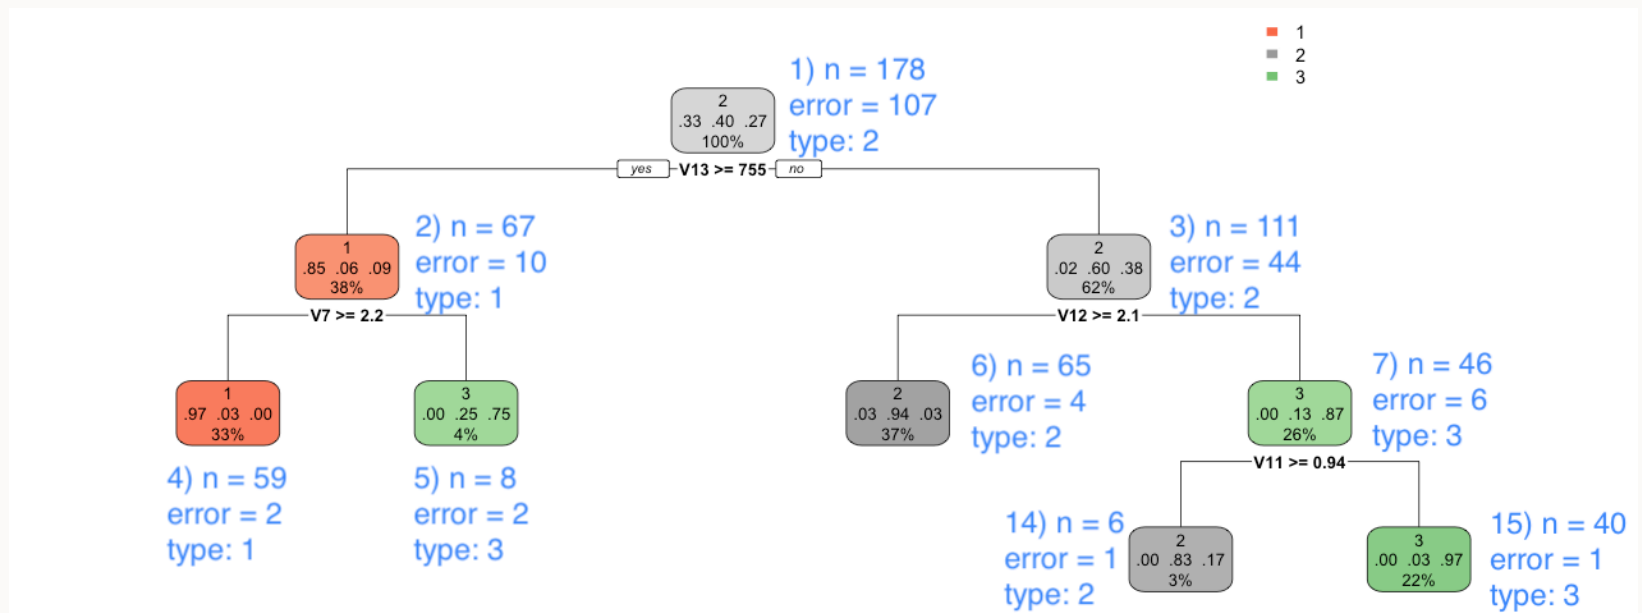 1
2
3
1) n = 178
error = 107
type: 2
2
.33 .40 .27
100%
yes
V13 >= 755
no
2) n = 67
error = 10
type: 1
1
.85 .06 .09
38%
V7 >= 2.2
3) n = 111
error = 44
type: 2
2
.02 .60 .38
62%
V12 >= 2.1
1
.97 .03 .00
33%
4) n = 59
error = 2
type: 1
3
.00 .25 .75
4%
5) n = 8
error = 2
type: 3
2
.03 .94 .03
37%
6) n = 65
error = 4
type: 2
3
.00 .13 .87
26%
7) n = 46
error = 6
type: 3
V11 >= 0.94
14) n = 6
error = 1
type: 2
2
.00 .83 .17
3%
3
.00 .03 .97
22%
15) n = 40
error = 1
type: 3